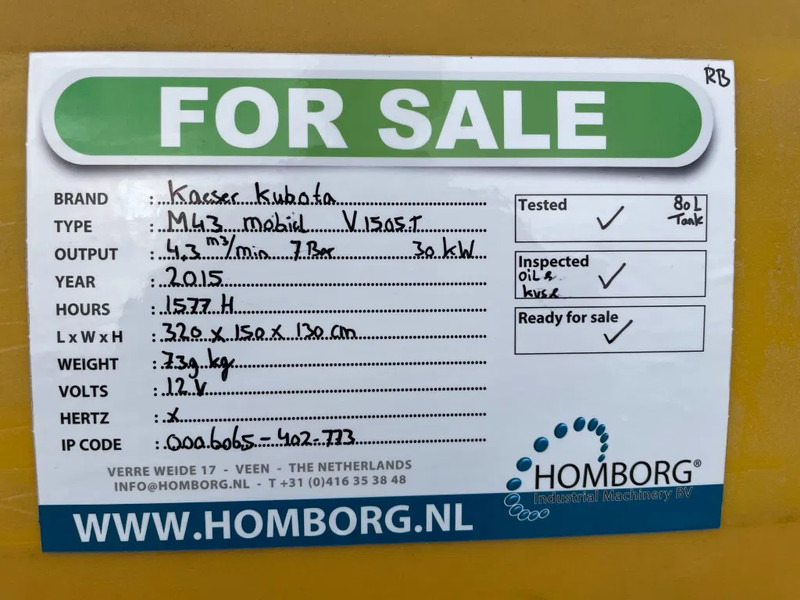 RB
FOR SALE
BRAND : Kaeser Kubota
TYPE : M43 mobiel V1505.T
OUTPUT : 4,3 m³/min 7 Bar 30 kW
YEAR : 2015
HOURS : 1577 H
L x W x H : 320 x 150 x 130 cm
WEIGHT : 739 kg
VOLTS : 12 V
HERTZ : x
IP CODE : 000.6065-402-773
Tested ✓ 80L
Tank
Inspected ✓
oil &
Ready for sale ✓
VERRE WEIDE 17 - VEEN - THE NETHERLANDS
INFO@HOMBORG.NL - T +31 (0)416 35 38 48
HOMBORG®
Industrial Machinery BV
WWW.HOMBORG.NL